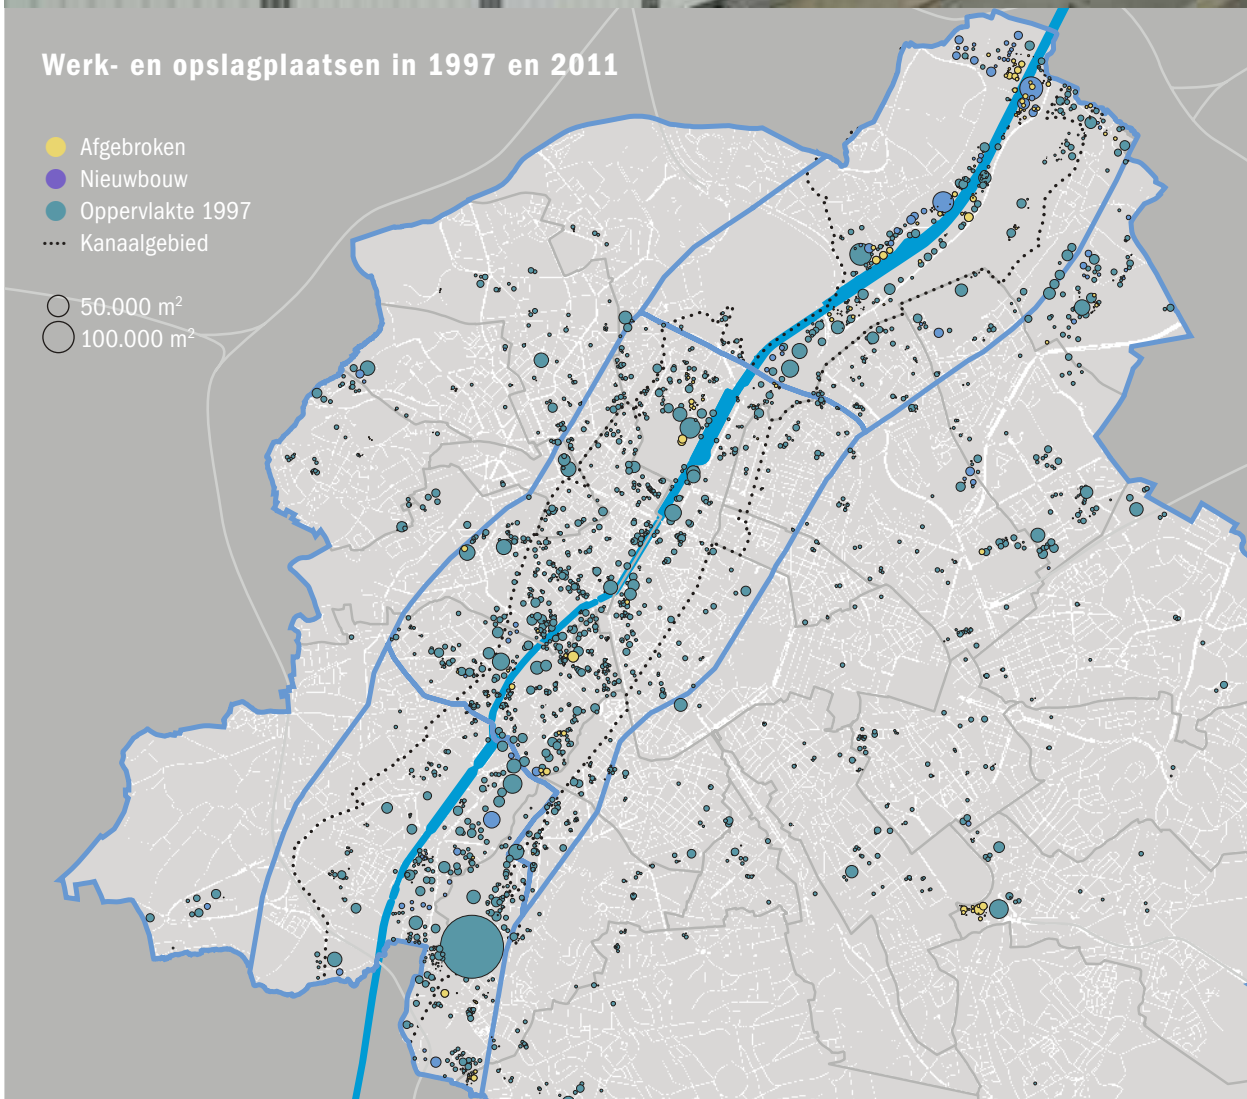 Werk- en opslagplaatsen in 1997 en 2011
Afgebroken
Nieuwbouw
Oppervlakte 1997
Kanaalgebied
50.000 m²
100.000 m²